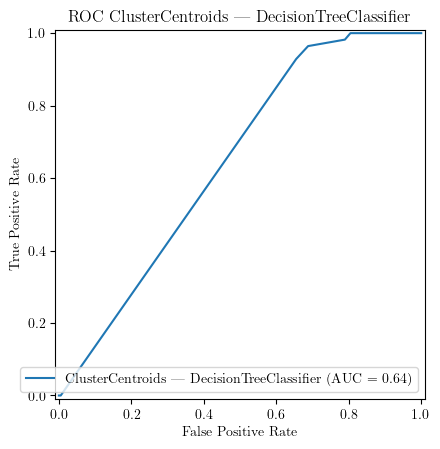 ROC ClusterCentroids — DecisionTreeClassifier
1.0
0.8
0.6
0.4
0.2
0.0
True Positive Rate
ClusterCentroids — DecisionTreeClassifier (AUC = 0.64)
0.0 0.2 0.4 0.6 0.8 1.0
False Positive Rate